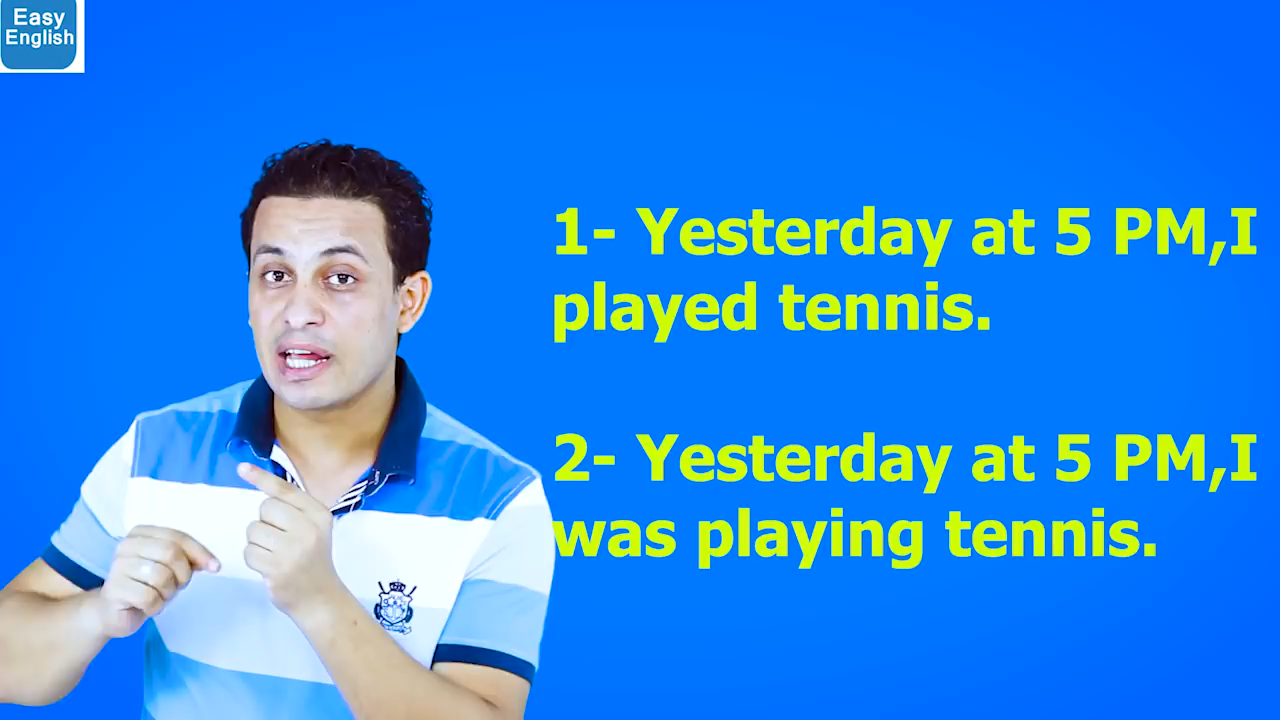 Easy
English
1- Yesterday at 5 PM,I
played tennis.
2- Yesterday at 5 PM,I
was playing tennis.